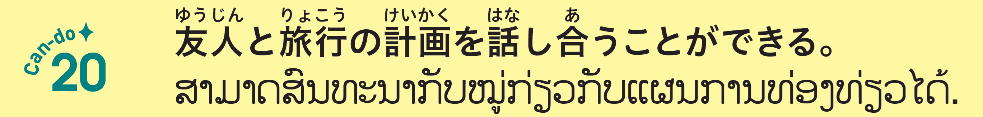 Can-do 20
ゆうじん りょこう けいかく はな あ
友人と旅行の計画を話し合うことができる。
ສາມາດສົນທະນາກັບໝູ່ກ່ຽວກັບແຜນການທ່ອງທ່ຽວໄດ້.